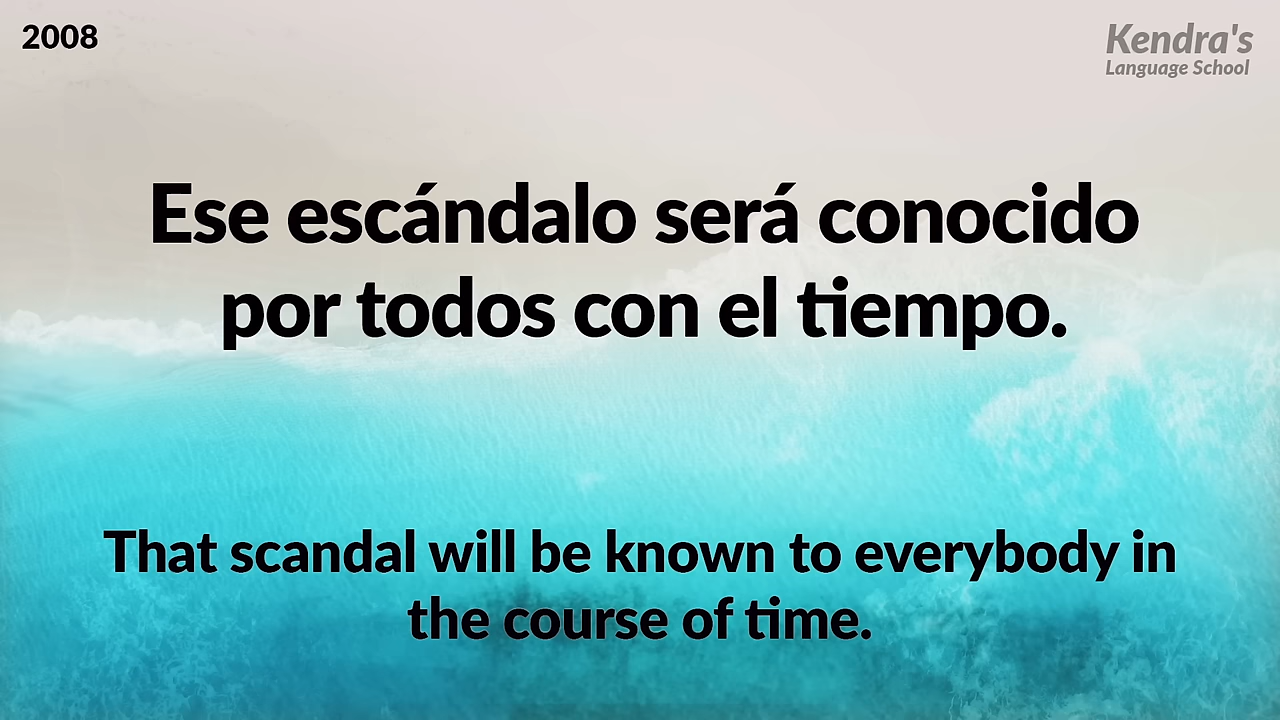 2008
Kendra's
Language School
Ese escándalo será conocido
por todos con el tiempo.
That scandal will be known to everybody in
the course of time.